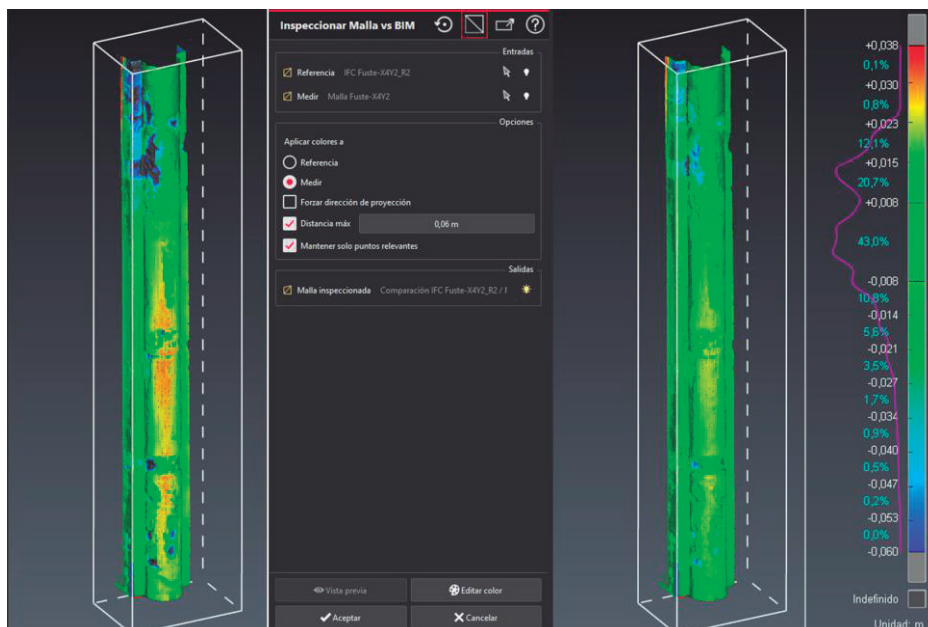 Inspeccionar Malla vs BIM
Entradas
Referencia IFC Fuste-X4Y2_R2
Medir Malla Fuste-X4Y2
Opciones
Aplicar colores a
Referencia
Medir
Forzar dirección de proyección
Distancia máx 0,06 m
Mantener solo puntos relevantes
Salidas
Malla inspeccionada Comparación IFC Fuste-X4Y2_R2 / I
Vista previa Editar color
Aceptar Cancelar
+0,038
0,1%
+0,030
0,8%
+0,023
12,1%
+0,015
20,7%
+0,008
43,0%
-0,008
10,8%
-0,014
5,6%
-0,021
3,5%
-0,027
1,7%
-0,034
0,9%
-0,040
0,5%
-0,047
0,2%
-0,053
0,0%
-0,060
Indefinido
Unidad: m